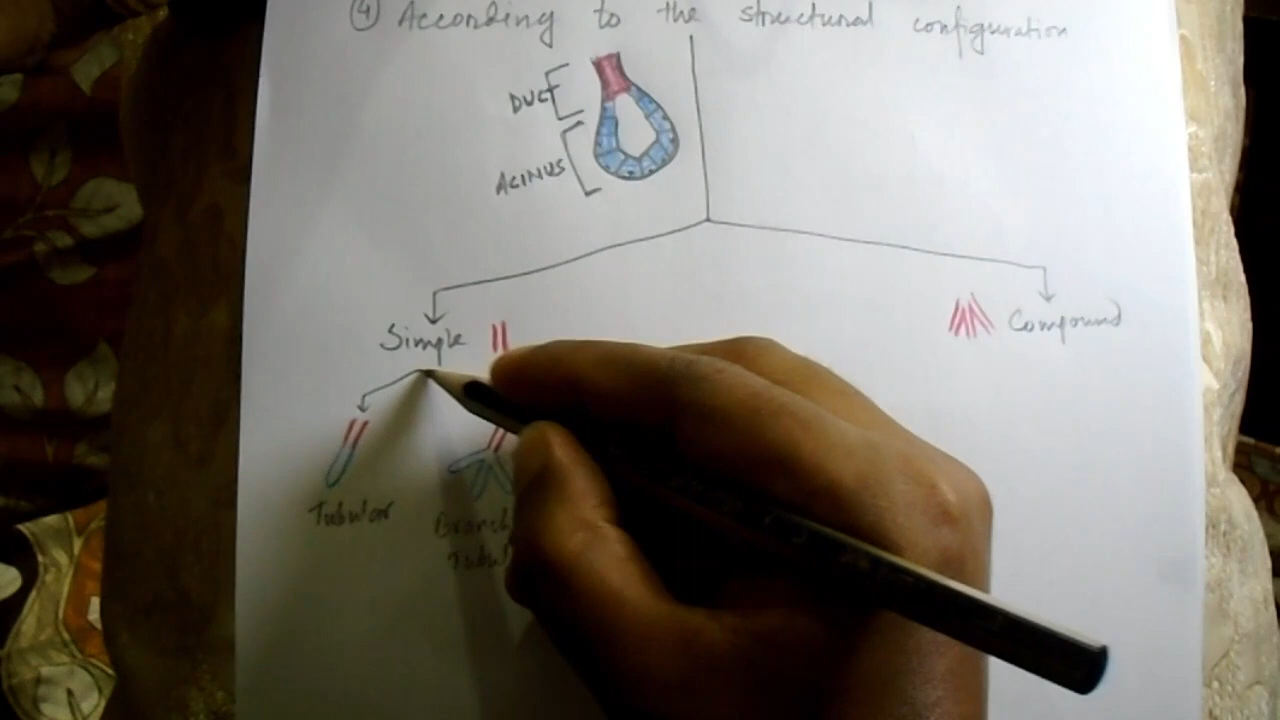 ④ According to the structural configuration
DUCT
ACINUS
Simple
Compound
Tubular